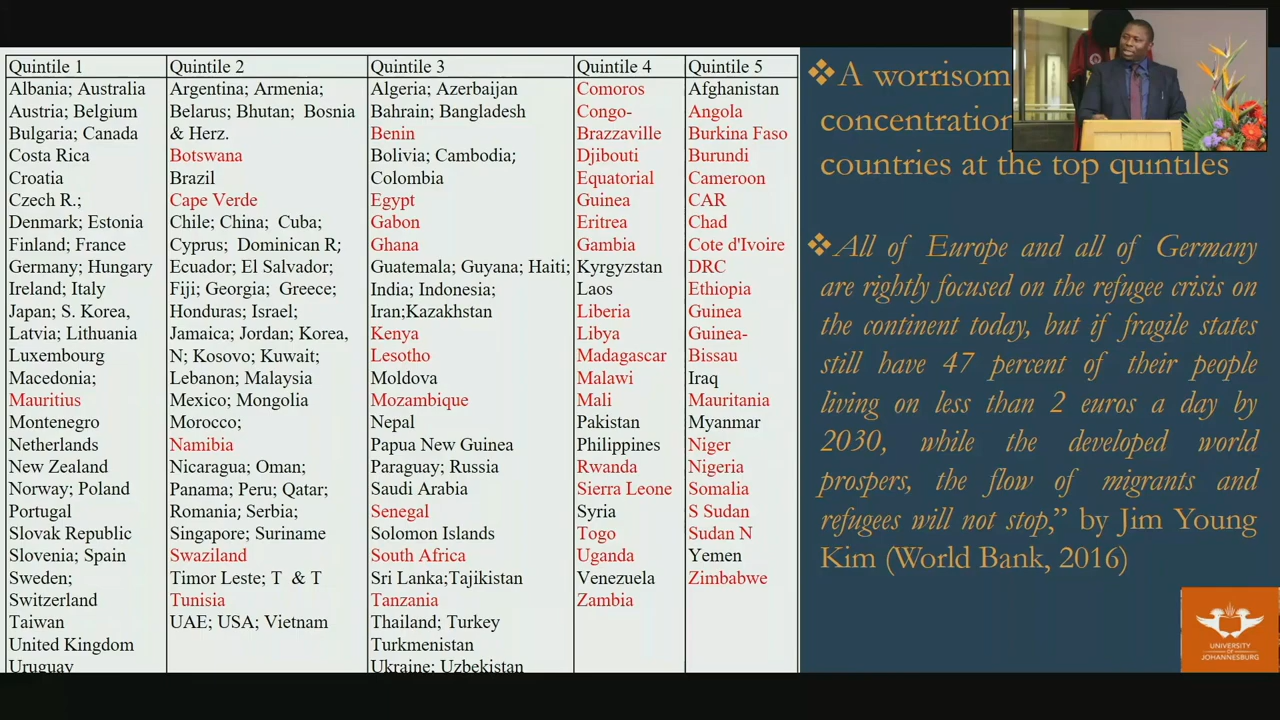 Quintile 1
Albania; Australia
Austria; Belgium
Bulgaria; Canada
Costa Rica
Croatia
Czech R.;
Denmark; Estonia
Finland; France
Germany; Hungary
Ireland; Italy
Japan; S. Korea,
Latvia; Lithuania
Luxembourg
Macedonia;
Mauritius
Montenegro
Netherlands
New Zealand
Norway; Poland
Portugal
Slovak Republic
Slovenia; Spain
Sweden;
Switzerland
Taiwan
United Kingdom
Uruguay
Quintile 2
Argentina; Armenia;
Belarus; Bhutan; Bosnia
& Herz.
Botswana
Brazil
Cape Verde
Chile; China; Cuba;
Cyprus; Dominican R;
Ecuador; El Salvador;
Fiji; Georgia; Greece;
Honduras; Israel;
Jamaica; Jordan; Korea,
N; Kosovo; Kuwait;
Lebanon; Malaysia
Mexico; Mongolia
Morocco;
Namibia
Nicaragua; Oman;
Panama; Peru; Qatar;
Romania; Serbia;
Singapore; Suriname
Swaziland
Timor Leste; T & T
Tunisia
UAE; USA; Vietnam
Quintile 3
Algeria; Azerbaijan
Bahrain; Bangladesh
Benin
Bolivia; Cambodia;
Colombia
Egypt
Gabon
Ghana
Guatemala; Guyana; Haiti;
India; Indonesia;
Iran;Kazakhstan
Kenya
Lesotho
Moldova
Mozambique
Nepal
Papua New Guinea
Paraguay; Russia
Saudi Arabia
Senegal
Solomon Islands
South Africa
Sri Lanka;Tajikistan
Tanzania
Thailand; Turkey
Turkmenistan
Ukraine; Uzbekistan
Quintile 4
Comoros
Congo-
Brazzaville
Djibouti
Equatorial
Guinea
Eritrea
Gambia
Kyrgyzstan
Laos
Liberia
Libya
Madagascar
Malawi
Mali
Pakistan
Philippines
Rwanda
Sierra Leone
Syria
Togo
Uganda
Venezuela
Zambia
Quintile 5
Afghanistan
Angola
Burkina Faso
Burundi
Cameroon
CAR
Chad
Cote d'Ivoire
DRC
Ethiopia
Guinea
Guinea-
Bissau
Iraq
Mauritania
Myanmar
Niger
Nigeria
Somalia
S Sudan
Sudan N
Yemen
Zimbabwe
❖A worrisom
concentration
countries at the top quintiles
❖All of Europe and all of Germany
are rightly focused on the refugee crisis on
the continent today, but if fragile states
still have 47 percent of their people
living on less than 2 euros a day by
2030, while the developed world
prospers, the flow of migrants and
refugees will not stop,” by Jim Young
Kim (World Bank, 2016)
UNIVERSITY
OF
JOHANNESBURG